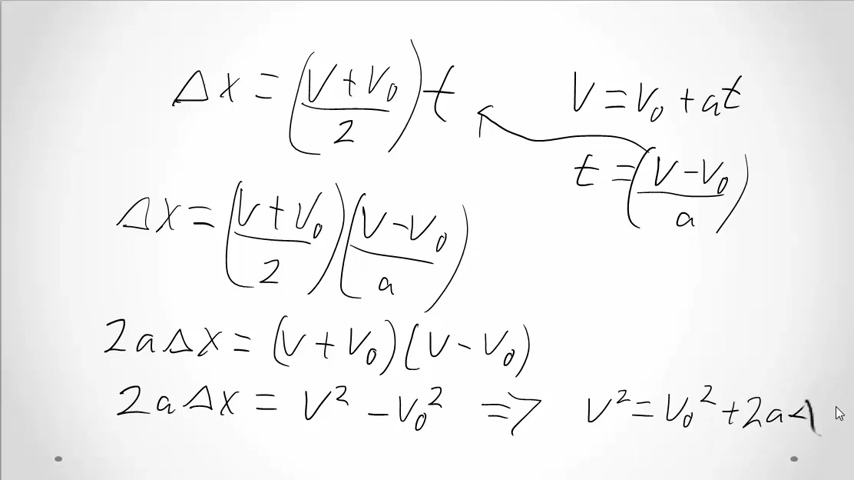 Δx = (v + v₀ / 2) t
v = v₀ + at
t = (v − v₀ / a)
Δx = (v + v₀ / 2)(v − v₀ / a)
2aΔx = (v + v₀)(v − v₀)
2aΔx = v² − v₀² ⇒ v² = v₀² + 2a